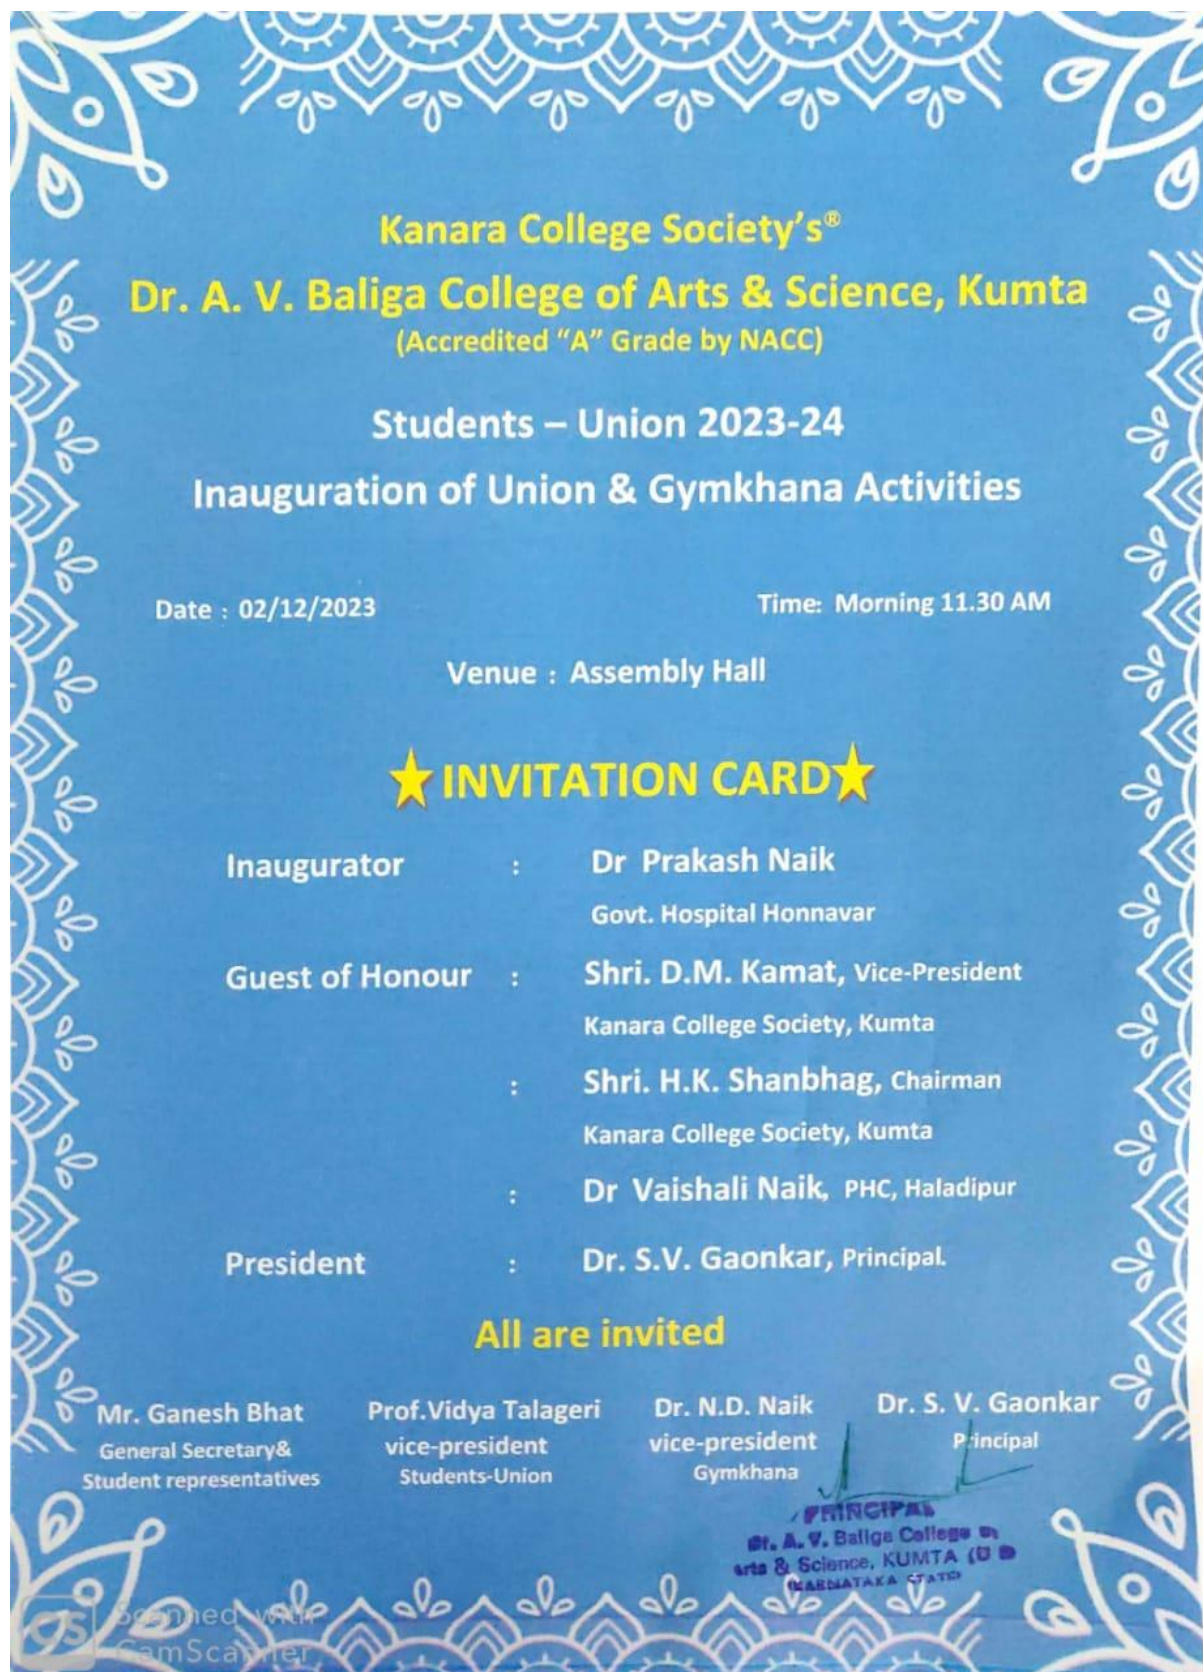 Kanara College Society's®
Dr. A. V. Baliga College of Arts & Science, Kumta
(Accredited "A" Grade by NACC)
Students – Union 2023-24
Inauguration of Union & Gymkhana Activities
Date : 02/12/2023 Time: Morning 11.30 AM
Venue : Assembly Hall
INVITATION CARD
Inaugurator : Dr Prakash Naik
Govt. Hospital Honnavar
Guest of Honour : Shri. D.M. Kamat, Vice-President
Kanara College Society, Kumta
: Shri. H.K. Shanbhag, Chairman
Kanara College Society, Kumta
: Dr Vaishali Naik, PHC, Haladipur
President : Dr. S.V. Gaonkar, Principal.
All are invited
Mr. Ganesh Bhat Prof.Vidya Talageri Dr. N.D. Naik Dr. S. V. Gaonkar
General Secretary& vice-president vice-president Principal
Student representatives Students-Union Gymkhana
PRINCIPAL
Dr. A. V. Baliga College of
arts & Science, KUMTA (U
(KARNATAKA STATE)
CS Scanned with
CamScanner